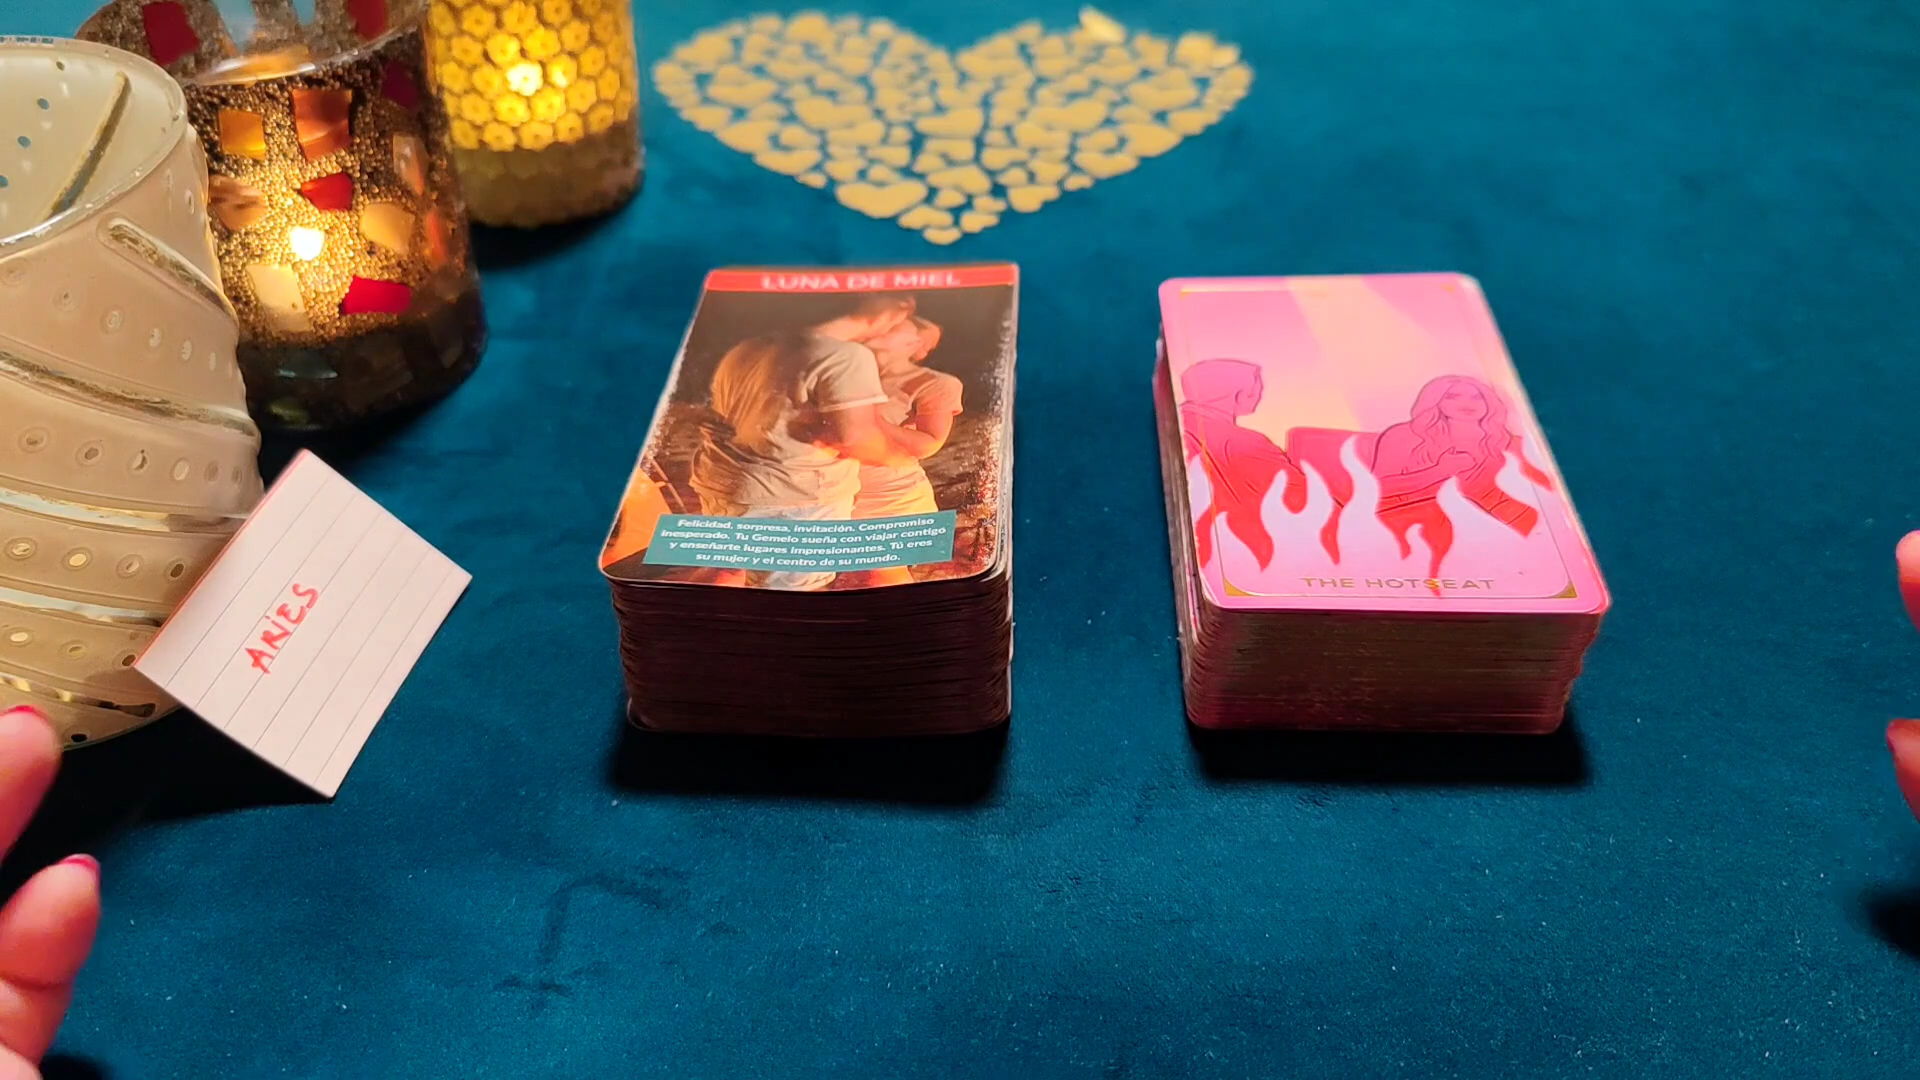 LUNA DE MIEL
Felicidad, sorpresa, invitación. Compromiso
inesperado. Tu Gemelo sueña con viajar contigo
y enseñarte lugares impresionantes. Tú eres
su mujer y el centro de su mundo.
THE HOTSEAT
ARIES